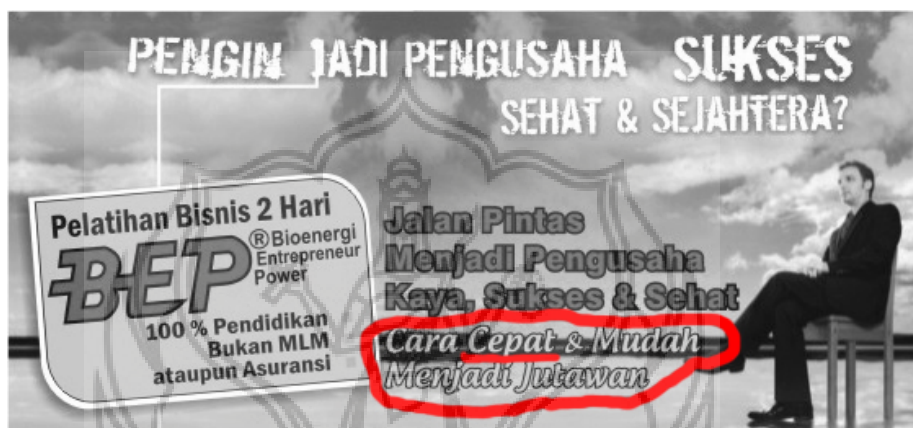 PENGIN JADI PENGUSAHA SUKSES
SEHAT & SEJAHTERA?
Pelatihan Bisnis 2 Hari
BEP ® Bioenergi
Entrepreneur
Power
100 % Pendidikan
Bukan MLM
ataupun Asuransi
Jalan Pintas
Menjadi Pengusaha
Kaya, Sukses & Sehat
Cara Cepat & Mudah
Menjadi Jutawan